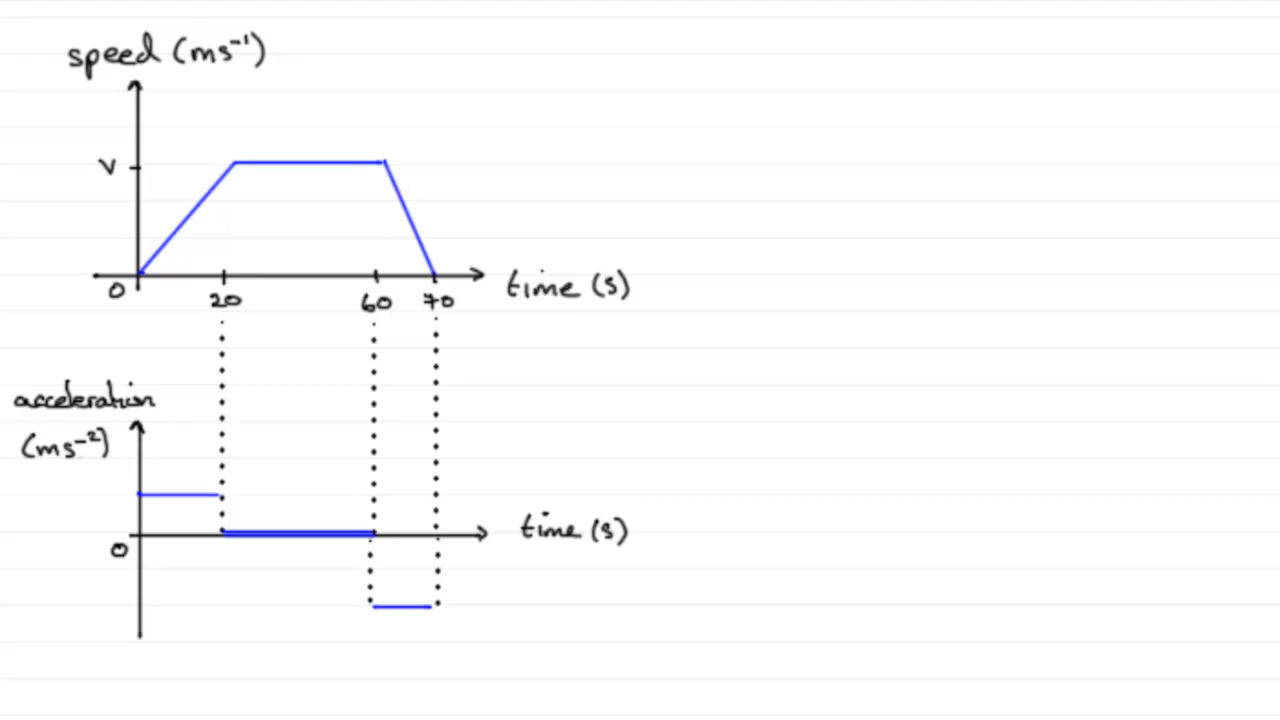 speed (ms⁻¹)
V
0
20
60
70
time (s)
acceleration
(ms⁻²)
0
time (s)